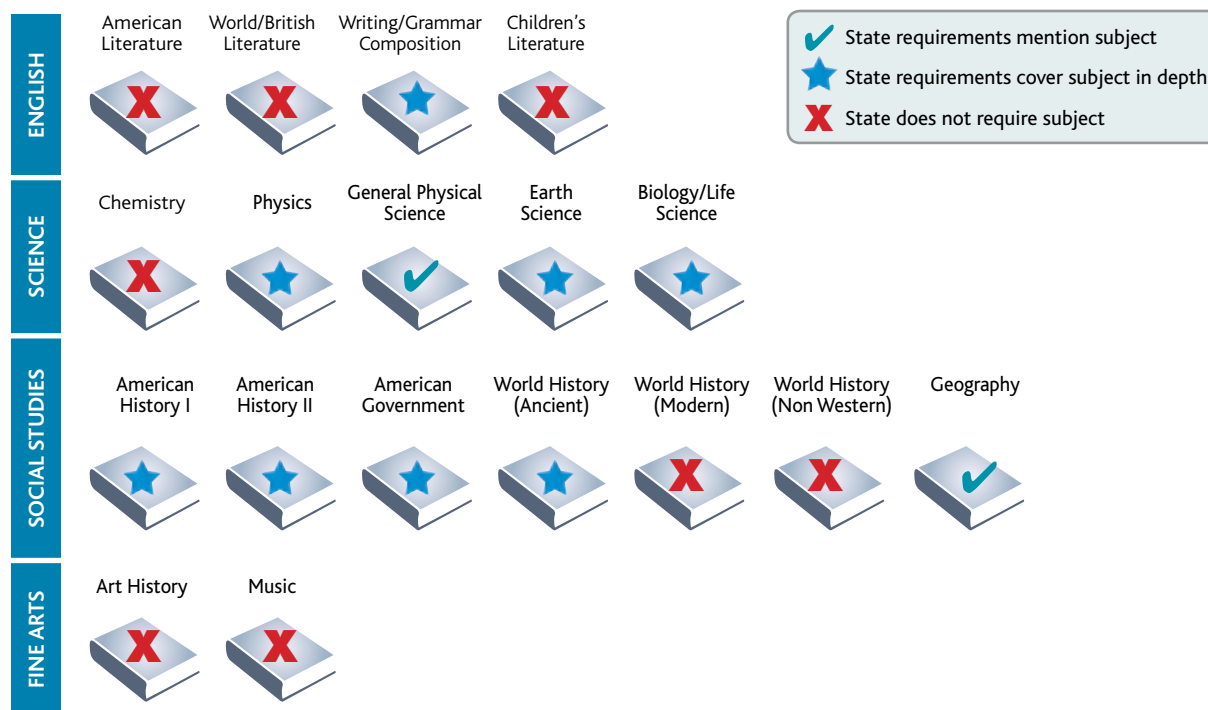 ENGLISH
American
Literature
World/British
Literature
Writing/Grammar
Composition
Children's
Literature
State requirements mention subject
State requirements cover subject in depth
State does not require subject
SCIENCE
Chemistry
Physics
General Physical
Science
Earth
Science
Biology/Life
Science
SOCIAL STUDIES
American
History I
American
History II
American
Government
World History
(Ancient)
World History
(Modern)
World History
(Non Western)
Geography
FINE ARTS
Art History
Music